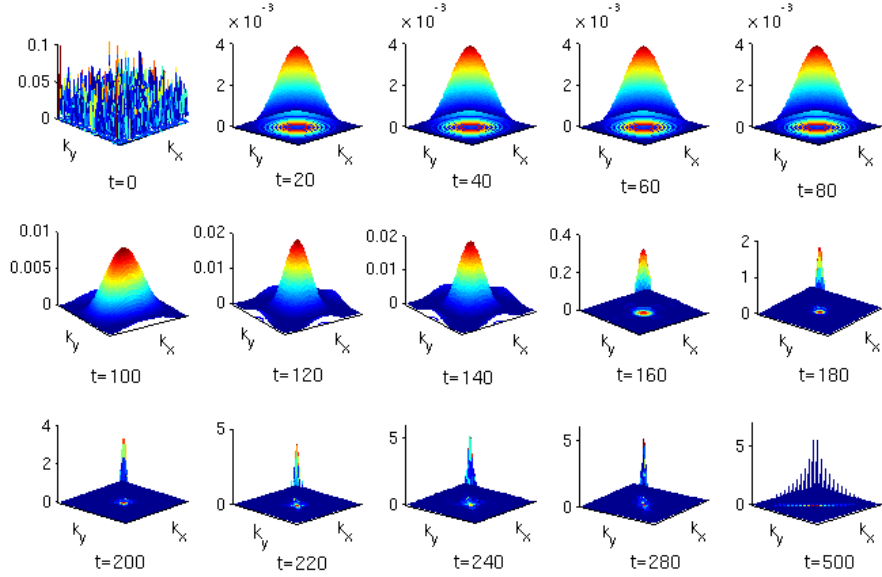 × 10⁻³ × 10⁻³ × 10⁻³ × 10⁻³
0.1 4 4 4 4
0.05 2 2 2 2
0 0 0 0 0
k_y k_x k_y k_x k_y k_x k_y k_x k_y k_x
t=0 t=20 t=40 t=60 t=80
0.01 0.02 0.02 0.4 2
0.005 0.01 0.01 0.2 1
0 0 0 0 0
k_y k_x k_y k_x k_y k_x k_y k_x k_y k_x
t=100 t=120 t=140 t=160 t=180
4 5 5 5 5
2
0 0 0 0 0
k_y k_x k_y k_x k_y k_x k_y k_x k_y k_x
t=200 t=220 t=240 t=280 t=500